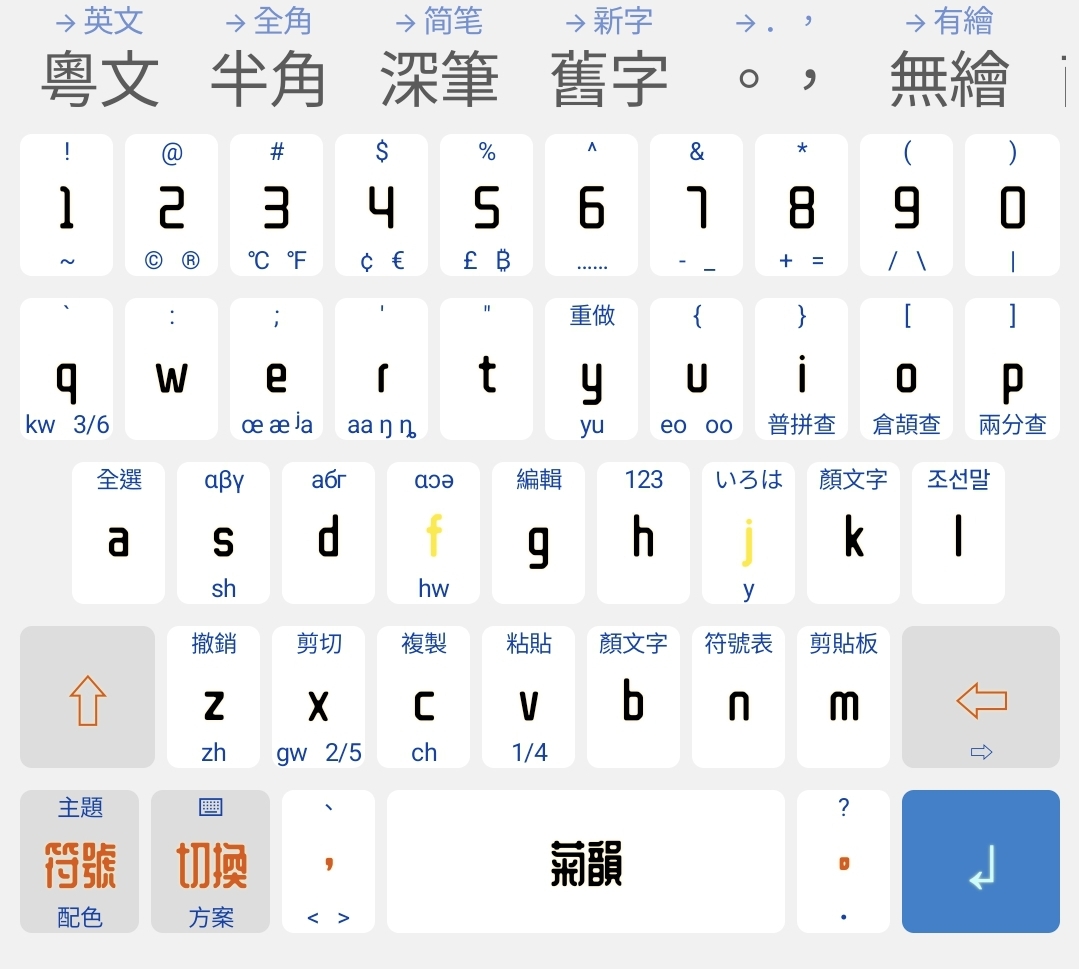 → 英文 → 全角 → 简笔 → 新字 → . , → 有繪
粵文 半角 深筆 舊字 。, 無繪
! @ # $ % ^ & * ( )
1 2 3 4 5 6 7 8 9 0
~ © ® ℃ ℉ ¢ € £ ₿ …… - _ + = / \ |
` : ; ' " 重做 { } [ ]
q w e r t y u i o p
kw 3/6 œ æ ʲa aa ŋ ŋ̊ yu eo oo 普拼查 倉頡查 兩分查
全選 αβγ абг ɑɔə 編輯 123 いろは 顏文字 조선말
a s d f g h j k l
sh hw y
撤銷 剪切 複製 粘貼 顏文字 符號表 剪貼板
⇧ z x c v b n m ⇦
zh gw 2/5 ch 1/4 ⇨
主題 ⌨ 、 ?
符號 切換 , 菊韻 。 ↲
配色 方案 < > ·